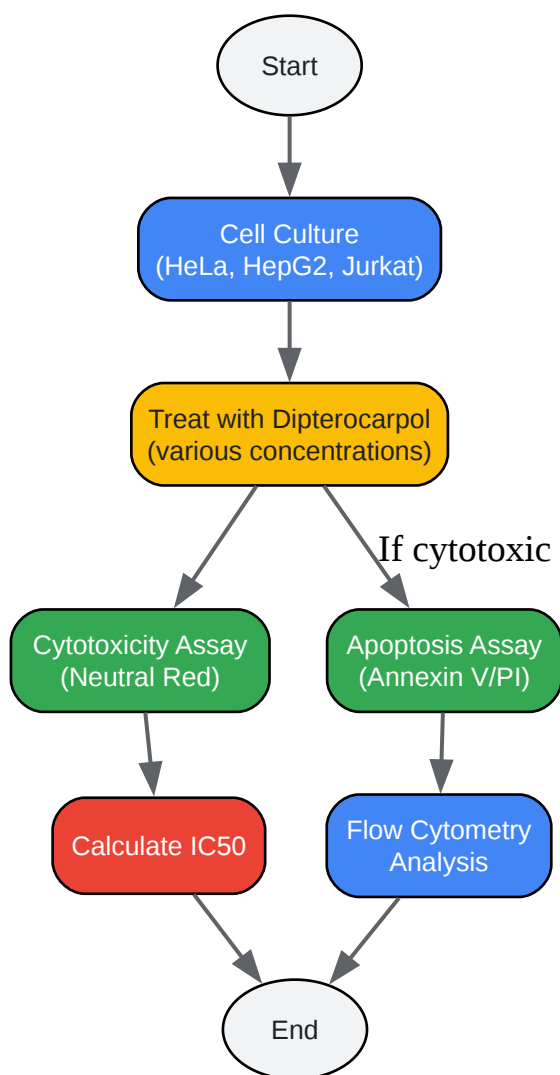 Start
Cell Culture
(HeLa, HepG2, Jurkat)
Treat with Dipterocarpol
(various concentrations)
If cytotoxic
Cytotoxicity Assay
(Neutral Red)
Apoptosis Assay
(Annexin V/PI)
Calculate IC50
Flow Cytometry
Analysis
End